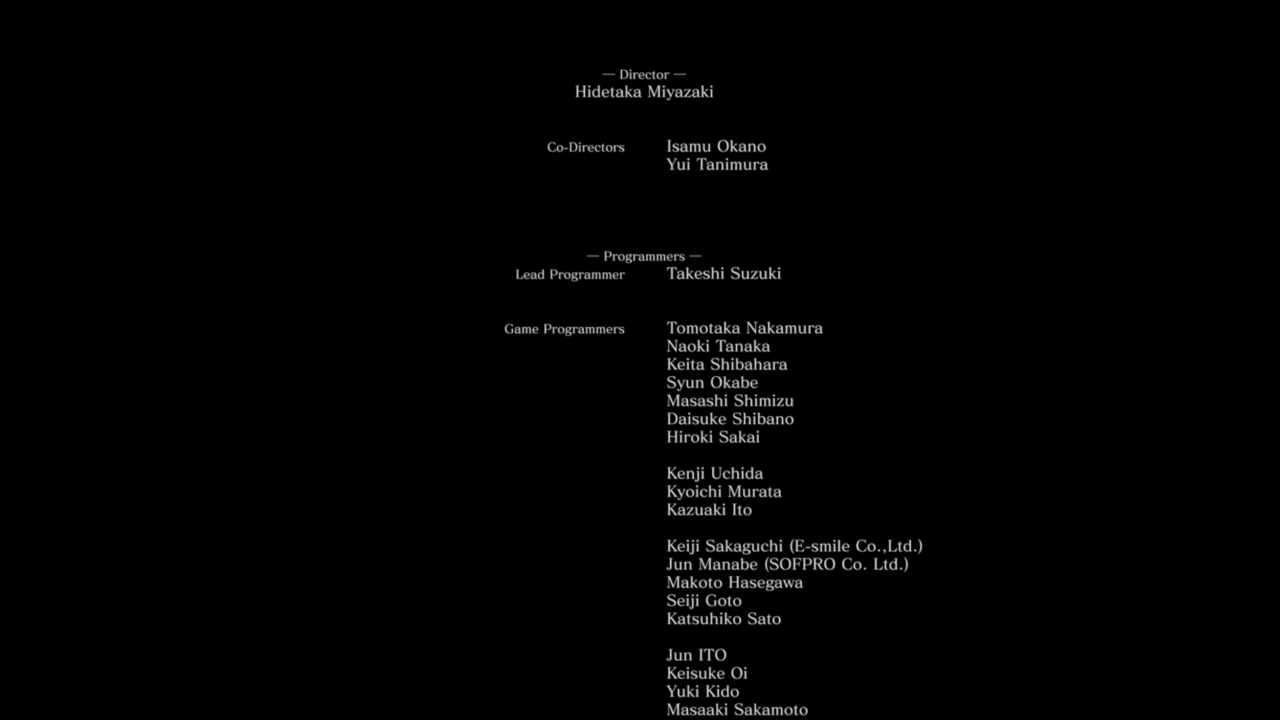 — Director —
Hidetaka Miyazaki
Co-Directors Isamu Okano
Yui Tanimura
— Programmers —
Lead Programmer Takeshi Suzuki
Game Programmers Tomotaka Nakamura
Naoki Tanaka
Keita Shibahara
Syun Okabe
Masashi Shimizu
Daisuke Shibano
Hiroki Sakai
Kenji Uchida
Kyoichi Murata
Kazuaki Ito
Keiji Sakaguchi (E-smile Co.,Ltd.)
Jun Manabe (SOFPRO Co. Ltd.)
Makoto Hasegawa
Seiji Goto
Katsuhiko Sato
Jun ITO
Keisuke Oi
Yuki Kido
Masaaki Sakamoto